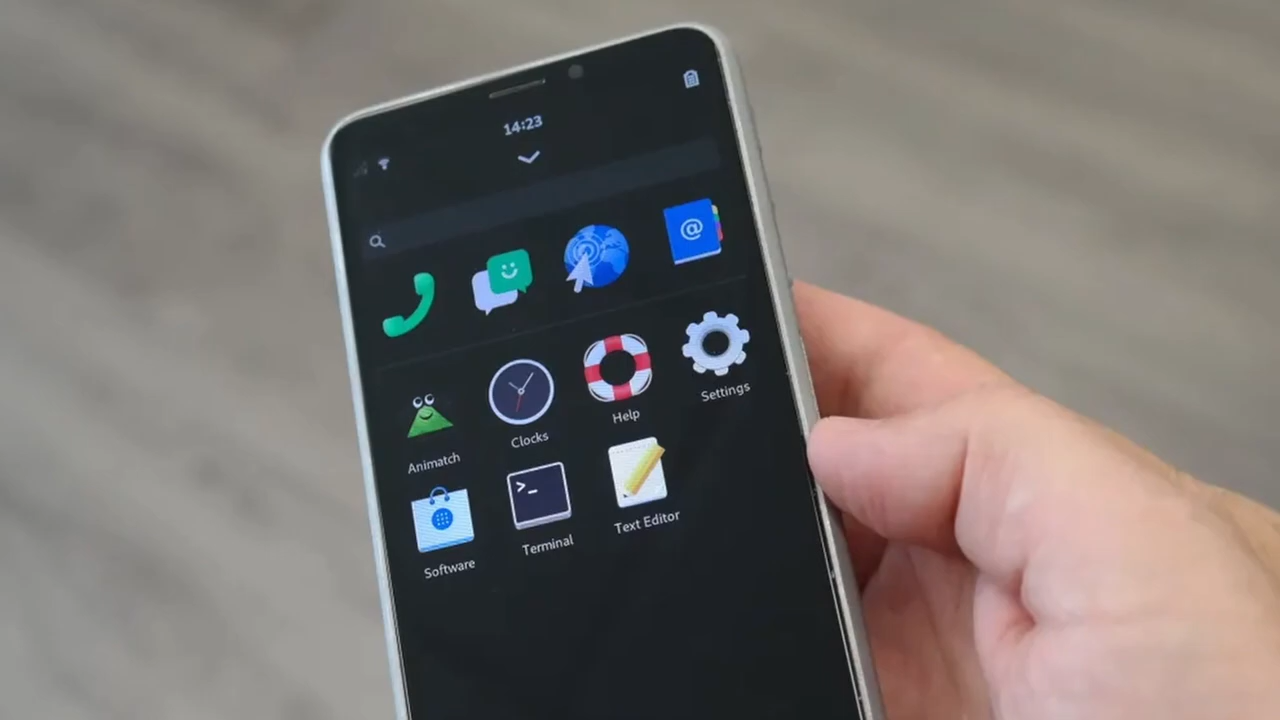 14:23
@
Animatch
Clocks
Help
Settings
Software
>_
Terminal
Text Editor